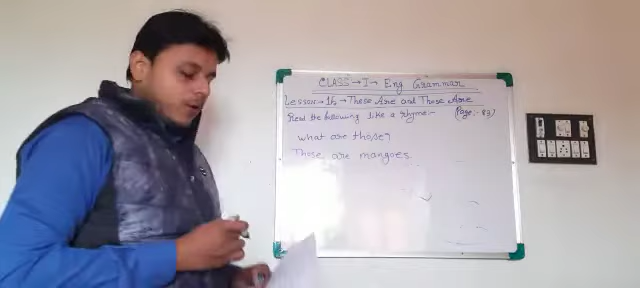 CLASS → I → Eng Grammar
Lesson → 16 → These Are and Those Are
Read the following like a rhyme:- (Page:- 89)
what are those?
Those are mangoes.